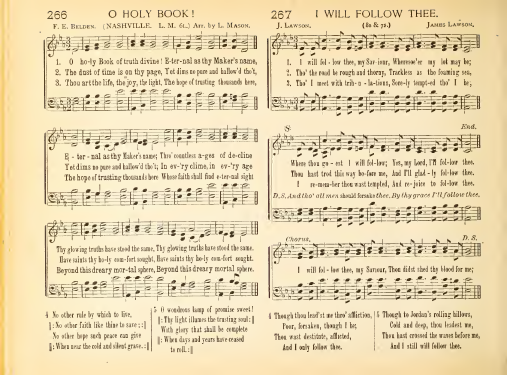 266 O HOLY BOOK!
F. E. BELDEN. (NASHVILLE. L. M. 6l.) Arr. by L. MASON.
1. O ho-ly Book of truth divine! E-ter-nal as thy Maker's name,
2. The dust of time is on thy page, Yet dims no pure and hallow'd tho't,
3. Thou art the life, the joy, the light, The hope of trusting thousands here,
E-ter-nal as thy Maker's name; Thro' countless a-ges of de-cline
Yet dims no pure and hallow'd tho't; In ev'ry clime, in ev'ry age
The hope of trusting thousands here Whose faith shall find e-ter-nal sight
Thy glowing truths have stood the same, Thy glowing truths have stood the same.
Have saints thy ho-ly com-fort sought, Have saints thy ho-ly com-fort sought.
Beyond this dreary mor-tal sphere, Beyond this dreary mortal sphere.
4 No other rule by which to live,
‖: No other faith like thine to save :‖
No other hope such peace can give
‖: When near the cold and silent grave. :‖
5 O wondrous lamp of promise sweet!
‖: Thy light illumes the trusting soul: ‖
With glory that shall be complete
‖: When days and years have ceased
to roll. :‖
267 I WILL FOLLOW THEE.
J. LAWSON. (8s & 7s.) JAMES LAWSON.
1. I will fol-low thee, my Sav-iour, Wheresoe'er my lot may be;
2. Tho' the road be rough and thorny, Trackless as the foaming sea,
3. Tho' I meet with trib-u-la-tions, Sore-ly tempt-ed tho' I be,
S End.
Where thou go-est I will fol-low; Yes, my Lord, I'll fol-low thee.
Thou hast trod this way be-fore me, And I'll glad-ly fol-low thee.
I re-mem-ber thou wast tempted, And re-joice to fol-low thee.
D.S. And tho' all men should forsake thee, By thy grace I'll follow thee.
Chorus. D. S.
I will fol-low thee, my Saviour, Thou didst shed thy blood for me;
4 Though thou lead'st me thro' affliction,
Poor, forsaken, though I be;
Thou wast destitute, afflicted,
And I only follow thee.
5 Though to Jordan's rolling billows,
Cold and deep, thou leadest me,
Thou hast crossed the waves before me,
And I still will follow thee.